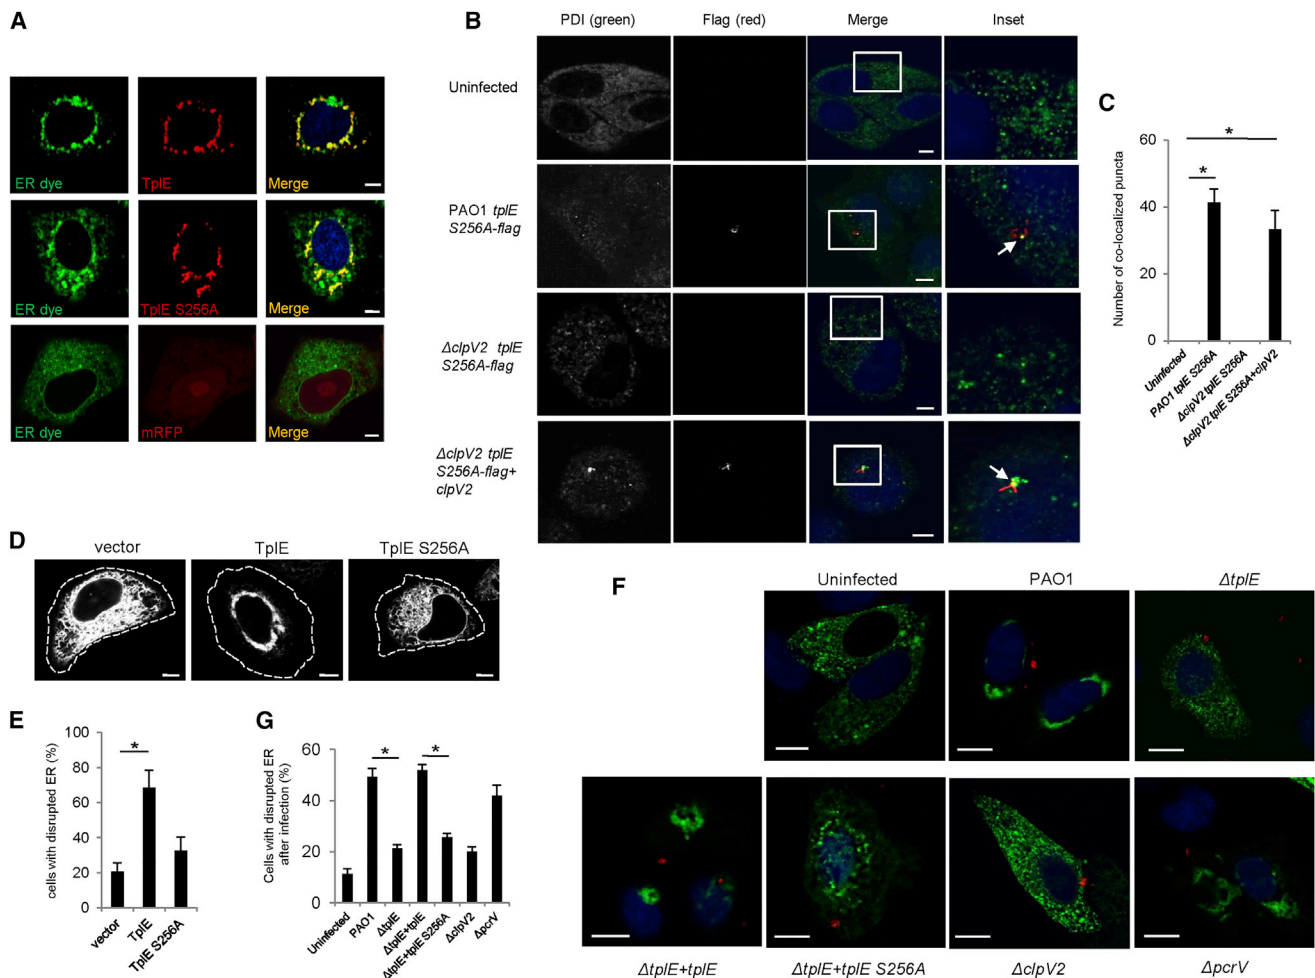 A
ER dye
TplE
Merge
ER dye
TplE S256A
Merge
ER dye
mRFP
Merge
B
PDI (green)
Flag (red)
Merge
Inset
Uninfected
PAO1 tplE
S256A-flag
ΔclpV2 tplE
S256A-flag
ΔclpV2 tplE
S256A-flag+
clpV2
C
Number of co-localized puncta
60
40
20
0
Uninfected
PAO1 tplE S256A
ΔclpV2 tplE S256A
ΔclpV2 tplE S256A+clpV2
*
*
D
vector
TplE
TplE S256A
E
cells with disrupted ER (%)
100
80
60
40
20
0
vector
TplE
TplE S256A
*
G
Cells with disrupted ER
after infection (%)
60
40
20
0
Uninfected
PAO1
ΔtplE
ΔtplE+tplE
ΔtplE+tplE S256A
ΔclpV2
ΔpcrV
*
*
F
Uninfected
PAO1
ΔtplE
ΔtplE+tplE
ΔtplE+tplE S256A
ΔclpV2
ΔpcrV